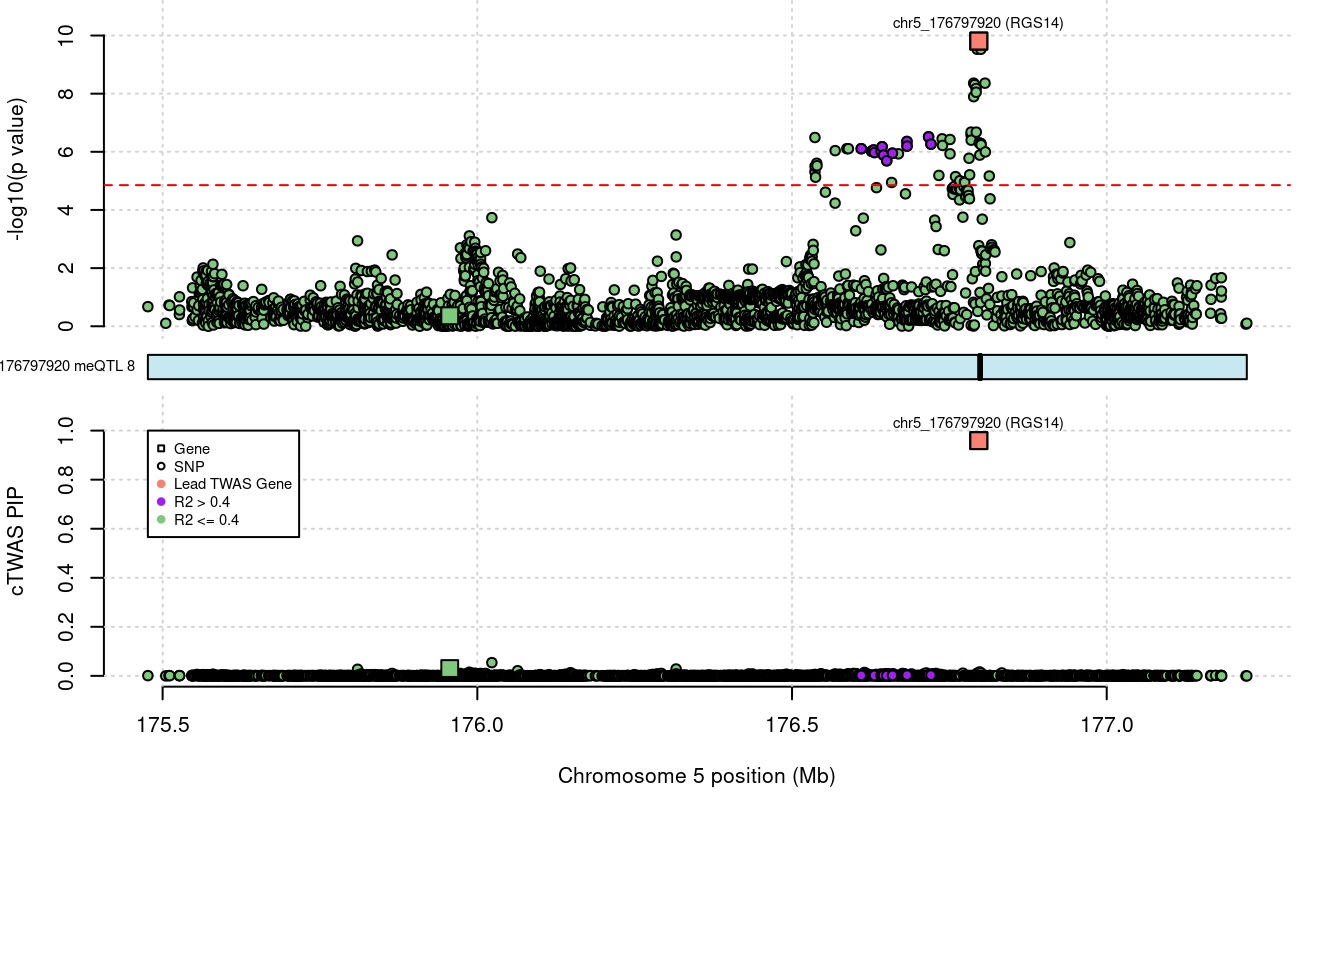 chr5_176797920 (RGS14)
-log10(p value)
10
8
6
4
2
0
176797920 meQTL 8
chr5_176797920 (RGS14)
cTWAS PIP
1.0
0.8
0.6
0.4
0.2
0.0
Gene
SNP
Lead TWAS Gene
R2 > 0.4
R2 <= 0.4
175.5 176.0 176.5 177.0
Chromosome 5 position (Mb)